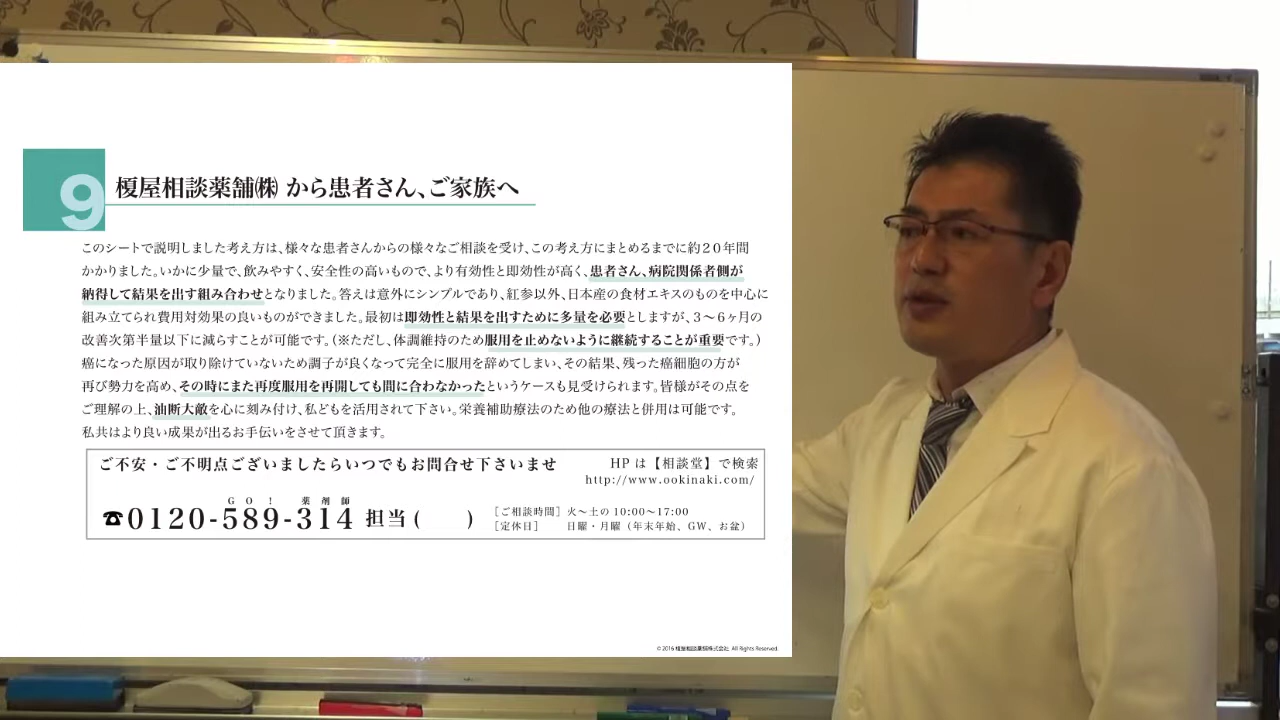 9
榎屋相談薬舗㈱ から患者さん、ご家族へ
このシートで説明しました考え方は、様々な患者さんからの様々なご相談を受け、この考え方にまとめるまでに約20年間
かかりました。いかに少量で、飲みやすく、安全性の高いもので、より有効性と即効性が高く、患者さん、病院関係者側が
納得して結果を出す組み合わせとなりました。答えは意外にシンプルであり、紅参以外、日本産の食材エキスのものを中心に
組み立てられ費用対効果の良いものができました。最初は即効性と結果を出すために多量を必要としますが、3～6ヶ月の
改善次第半量以下に減らすことが可能です。(※ただし、体調維持のため服用を止めないように継続することが重要です。)
癌になった原因が取り除けていないため調子が良くなって完全に服用を辞めてしまい、その結果、残った癌細胞の方が
再び勢力を高め、その時にまた再度服用を再開しても間に合わなかったというケースも見受けられます。皆様がその点を
ご理解の上、油断大敵を心に刻み付け、私どもを活用されて下さい。栄養補助療法のため他の療法と併用は可能です。
私共はより良い成果が出るお手伝いをさせて頂きます。
ご不安・ご不明点ございましたらいつでもお問合せ下さいませ
HPは【相談堂】で検索
http://www.ookinaki.com/
GO! 薬剤師
☎0120-589-314 担当( )
[ご相談時間] 火～土の10:00～17:00
[定休日] 日曜・月曜(年末年始、GW、お盆)
© 2016 榎屋相談薬舗株式会社. All Rights Reserved.